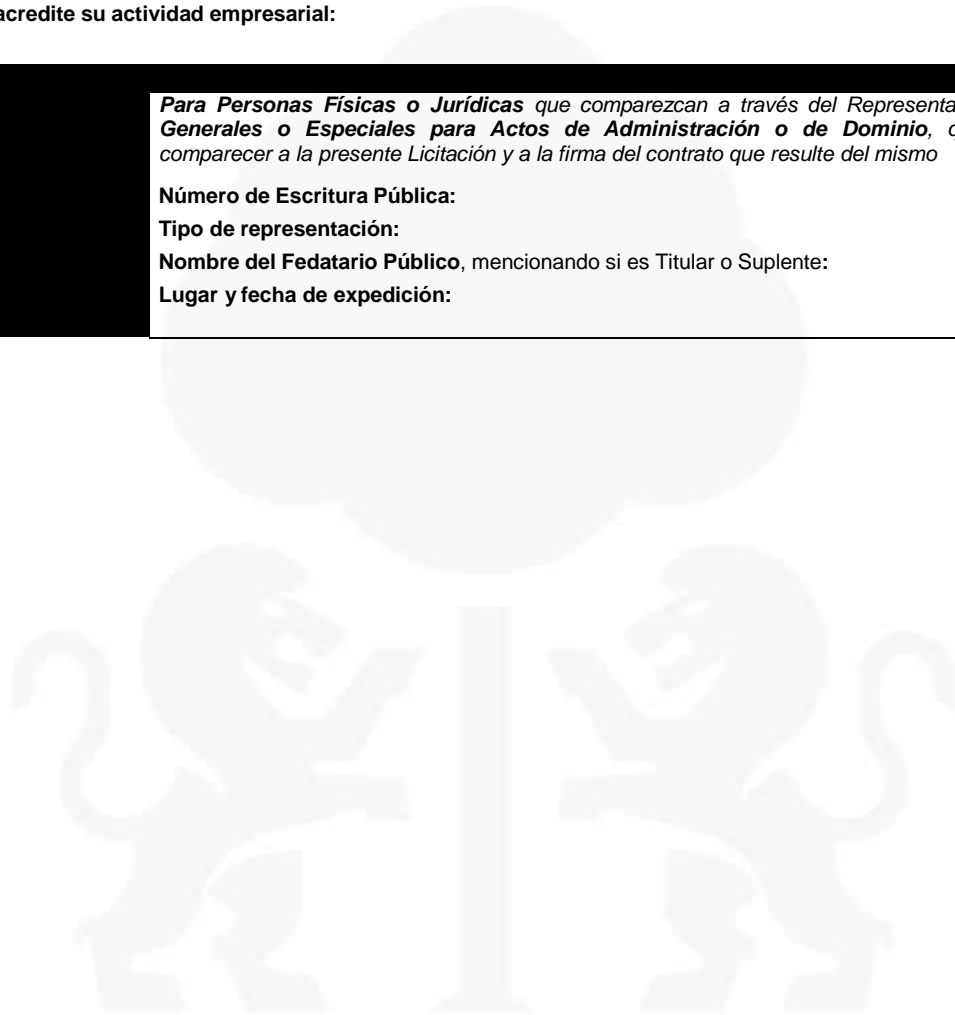 acredite su actividad empresarial:
Para Personas Físicas o Jurídicas que comparezcan a través del Representa
Generales o Especiales para Actos de Administración o de Dominio,
comparecer a la presente Licitación y a la firma del contrato que resulte del mismo
Número de Escritura Pública:
Tipo de representación:
Nombre del Fedatario Público, mencionando si es Titular o Suplente:
Lugar y fecha de expedición: